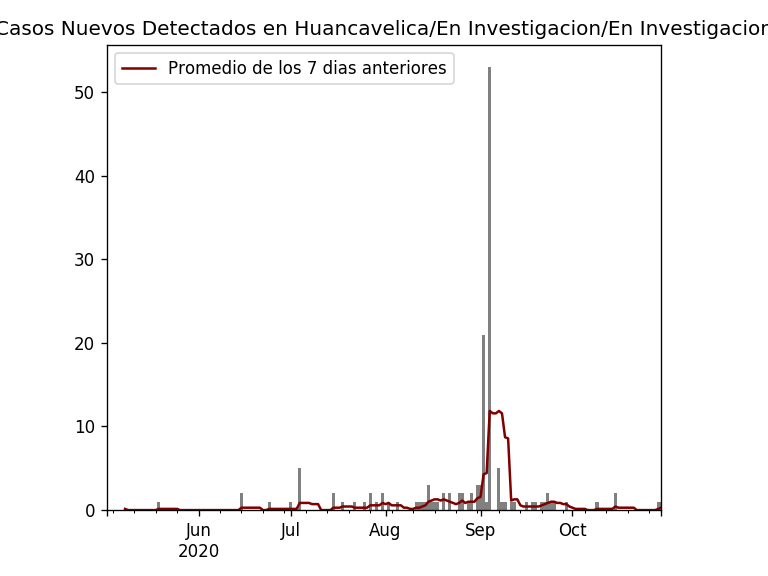 Casos Nuevos Detectados en Huancavelica/En Investigacion/En Investigacion
Promedio de los 7 dias anteriores
50
40
30
20
10
0
Jun Jul Aug Sep Oct
2020